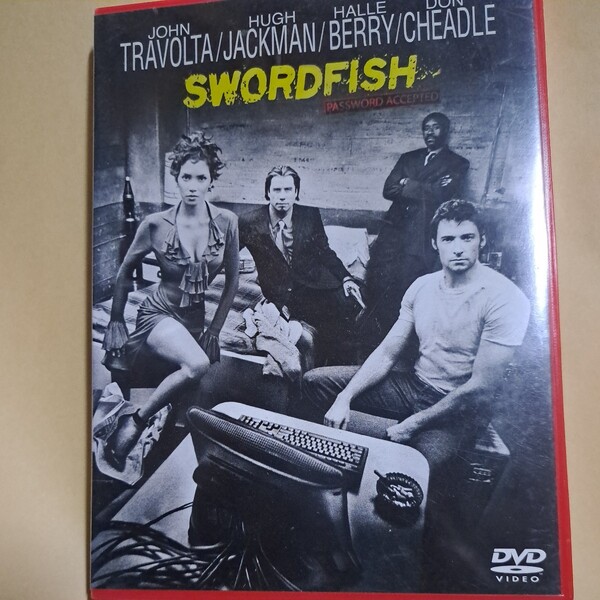 JOHN HUGH HALLE DON
TRAVOLTA/JACKMAN/BERRY/CHEADLE
SWORDFISH
PASSWORD ACCEPTED
DVD
VIDEO